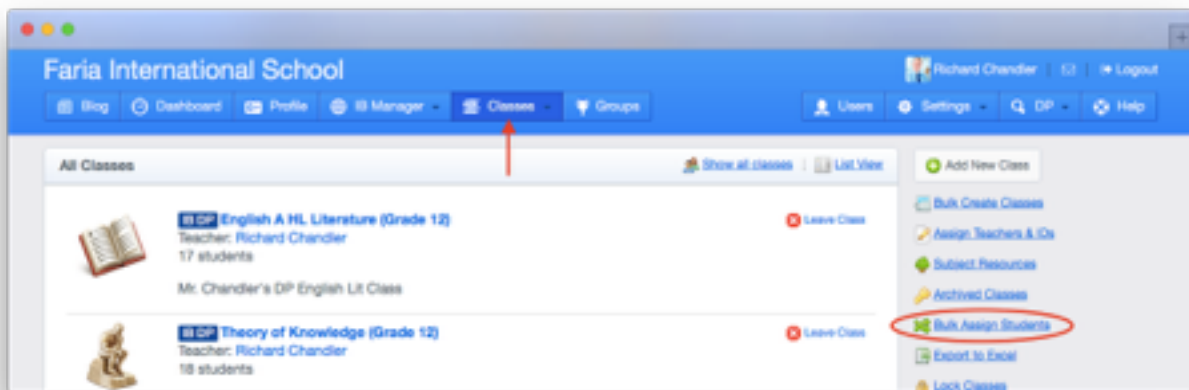 Faria International School
Richard Chandler | Logout
Blog Dashboard Profile IB Manager Classes Groups Users Settings DP Help
All Classes Show all classes | List View
Add New Class
IB DP English A HL Literature (Grade 12) Leave Class
Teacher: Richard Chandler
17 students
Mr. Chandler's DP English Lit Class
IB DP Theory of Knowledge (Grade 12) Leave Class
Teacher: Richard Chandler
18 students
Bulk Create Classes
Assign Teachers & IDs
Subject Resources
Archived Classes
Bulk Assign Students
Export to Excel
Lock Classes